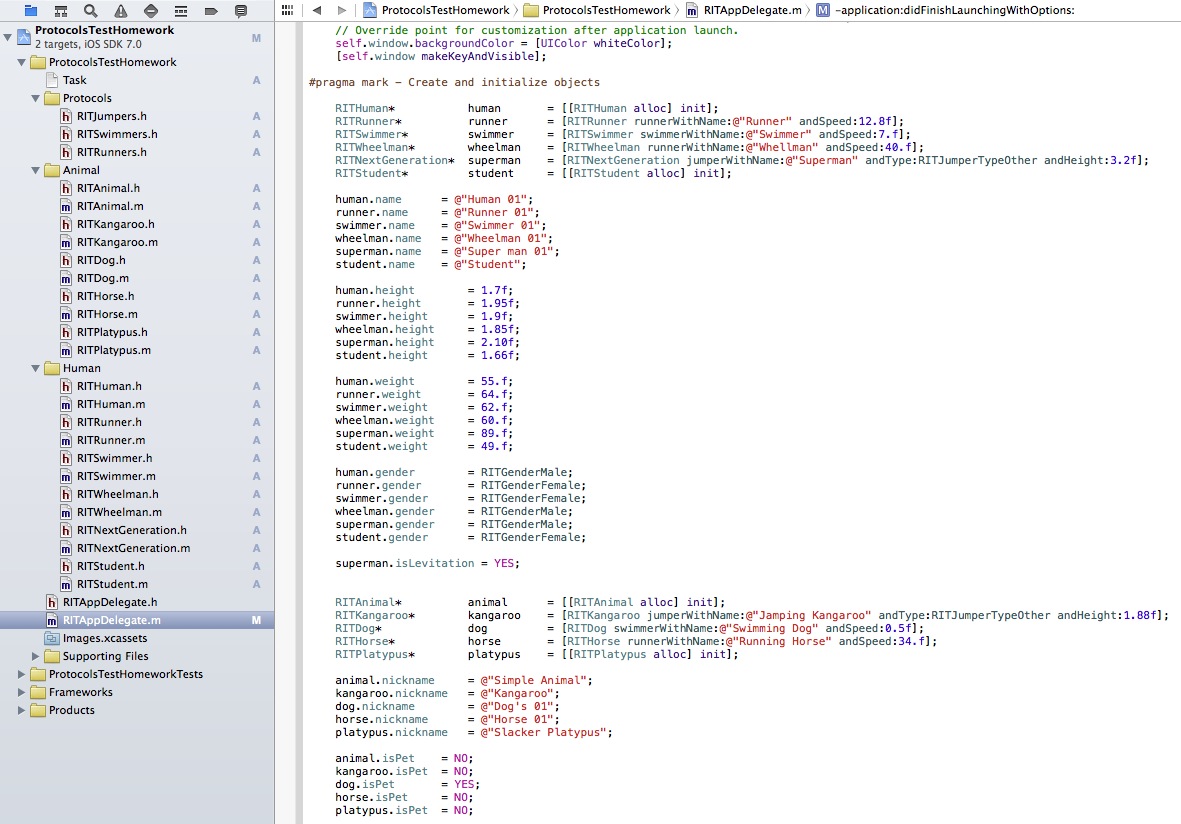 ProtocolsTestHomework
2 targets, iOS SDK 7.0
M
ProtocolsTestHomework
Task A
Protocols
RITJumpers.h A
RITSwimmers.h A
RITRunners.h A
Animal
RITAnimal.h A
RITAnimal.m A
RITKangaroo.h A
RITKangaroo.m A
RITDog.h A
RITDog.m A
RITHorse.h A
RITHorse.m A
RITPlatypus.h A
RITPlatypus.m A
Human
RITHuman.h A
RITHuman.m A
RITRunner.h A
RITRunner.m A
RITSwimmer.h A
RITSwimmer.m A
RITWheelman.h A
RITWheelman.m A
RITNextGeneration.h A
RITNextGeneration.m A
RITStudent.h A
RITStudent.m A
RITAppDelegate.h A
RITAppDelegate.m M
Images.xcassets
Supporting Files
ProtocolsTestHomeworkTests
Frameworks
Products
ProtocolsTestHomework ProtocolsTestHomework RITAppDelegate.m -application:didFinishLaunchingWithOptions:
// Override point for customization after application launch.
self.window.backgroundColor = [UIColor whiteColor];
[self.window makeKeyAndVisible];
#pragma mark - Create and initialize objects
RITHuman* human = [[RITHuman alloc] init];
RITRunner* runner = [RITRunner runnerWithName:@"Runner" andSpeed:12.8f];
RITSwimmer* swimmer = [RITSwimmer swimmerWithName:@"Swimmer" andSpeed:7.f];
RITWheelman* wheelman = [RITWheelman runnerWithName:@"Whellman" andSpeed:40.f];
RITNextGeneration* superman = [RITNextGeneration jumperWithName:@"Superman" andType:RITJumperTypeOther andHeight:3.2f];
RITStudent* student = [[RITStudent alloc] init];
human.name = @"Human 01";
runner.name = @"Runner 01";
swimmer.name = @"Swimmer 01";
wheelman.name = @"Wheelman 01";
superman.name = @"Super man 01";
student.name = @"Student";
human.height = 1.7f;
runner.height = 1.95f;
swimmer.height = 1.9f;
wheelman.height = 1.85f;
superman.height = 2.10f;
student.height = 1.66f;
human.weight = 55.f;
runner.weight = 64.f;
swimmer.weight = 62.f;
wheelman.weight = 60.f;
superman.weight = 89.f;
student.weight = 49.f;
human.gender = RITGenderMale;
runner.gender = RITGenderFemale;
swimmer.gender = RITGenderFemale;
wheelman.gender = RITGenderMale;
superman.gender = RITGenderMale;
student.gender = RITGenderFemale;
superman.isLevitation = YES;
RITAnimal* animal = [[RITAnimal alloc] init];
RITKangaroo* kangaroo = [RITKangaroo jumperWithName:@"Jamping Kangaroo" andType:RITJumperTypeOther andHeight:1.88f];
RITDog* dog = [RITDog swimmerWithName:@"Swimming Dog" andSpeed:0.5f];
RITHorse* horse = [RITHorse runnerWithName:@"Running Horse" andSpeed:34.f];
RITPlatypus* platypus = [[RITPlatypus alloc] init];
animal.nickname = @"Simple Animal";
kangaroo.nickname = @"Kangaroo";
dog.nickname = @"Dog's 01";
horse.nickname = @"Horse 01";
platypus.nickname = @"Slacker Platypus";
animal.isPet = NO;
kangaroo.isPet = NO;
dog.isPet = YES;
horse.isPet = NO;
platypus.isPet = NO;